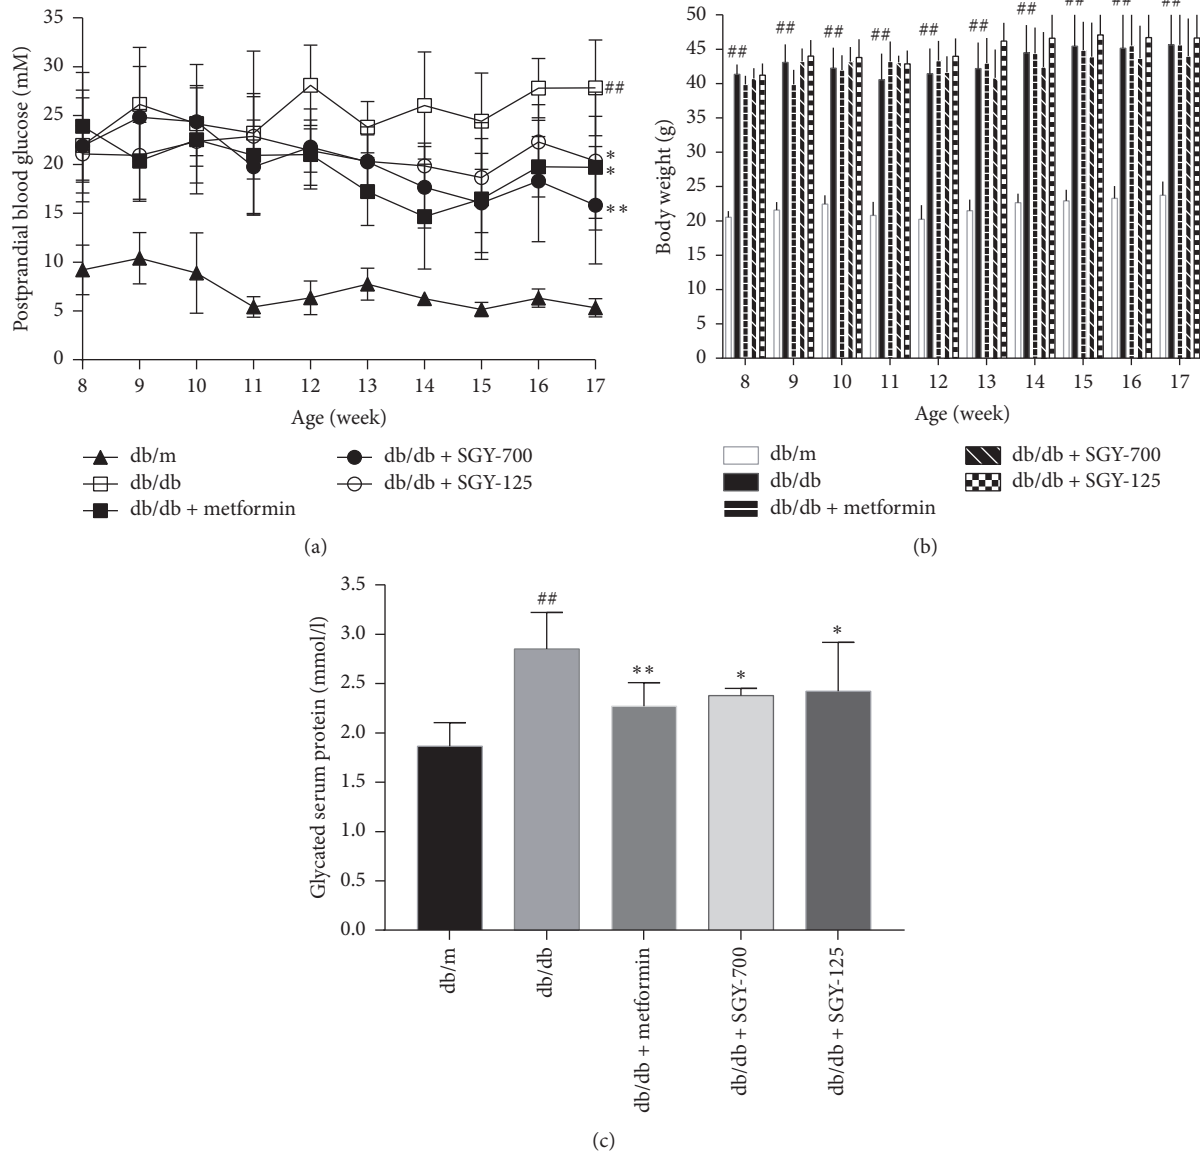 35
30
25
20
15
10
5
0
Postprandial blood glucose (mM)
##
*
*
**
8 9 10 11 12 13 14 15 16 17
Age (week)
db/m
db/db
db/db + metformin
db/db + SGY-700
db/db + SGY-125
(a)
50
45
40
35
30
25
20
15
10
5
0
Body weight (g)
## ## ## ## ## ## ## ## ## ##
8 9 10 11 12 13 14 15 16 17
Age (week)
db/m
db/db
db/db + metformin
db/db + SGY-700
db/db + SGY-125
(b)
3.5
3.0
2.5
2.0
1.5
1.0
0.5
0.0
Glycated serum protein (mmol/l)
##
**
*
*
db/m
db/db
db/db + metformin
db/db + SGY-700
db/db + SGY-125
(c)